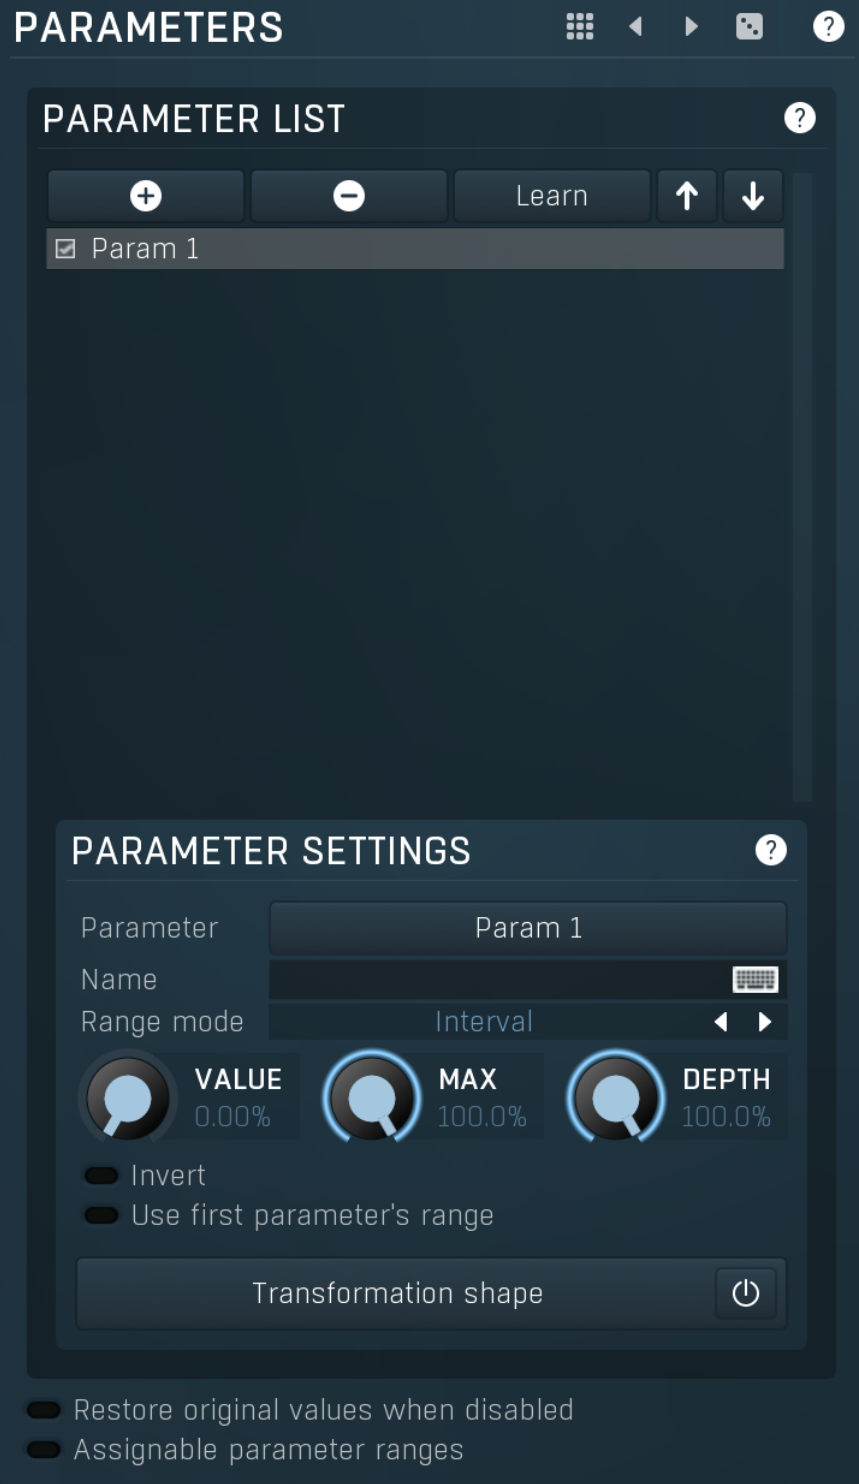 PARAMETERS ?
PARAMETER LIST ?
Learn
Param 1
PARAMETER SETTINGS ?
Parameter Param 1
Name
Range mode Interval
VALUE MAX DEPTH
0.00% 100.0% 100.0%
Invert
Use first parameter's range
Transformation shape
Restore original values when disabled
Assignable parameter ranges